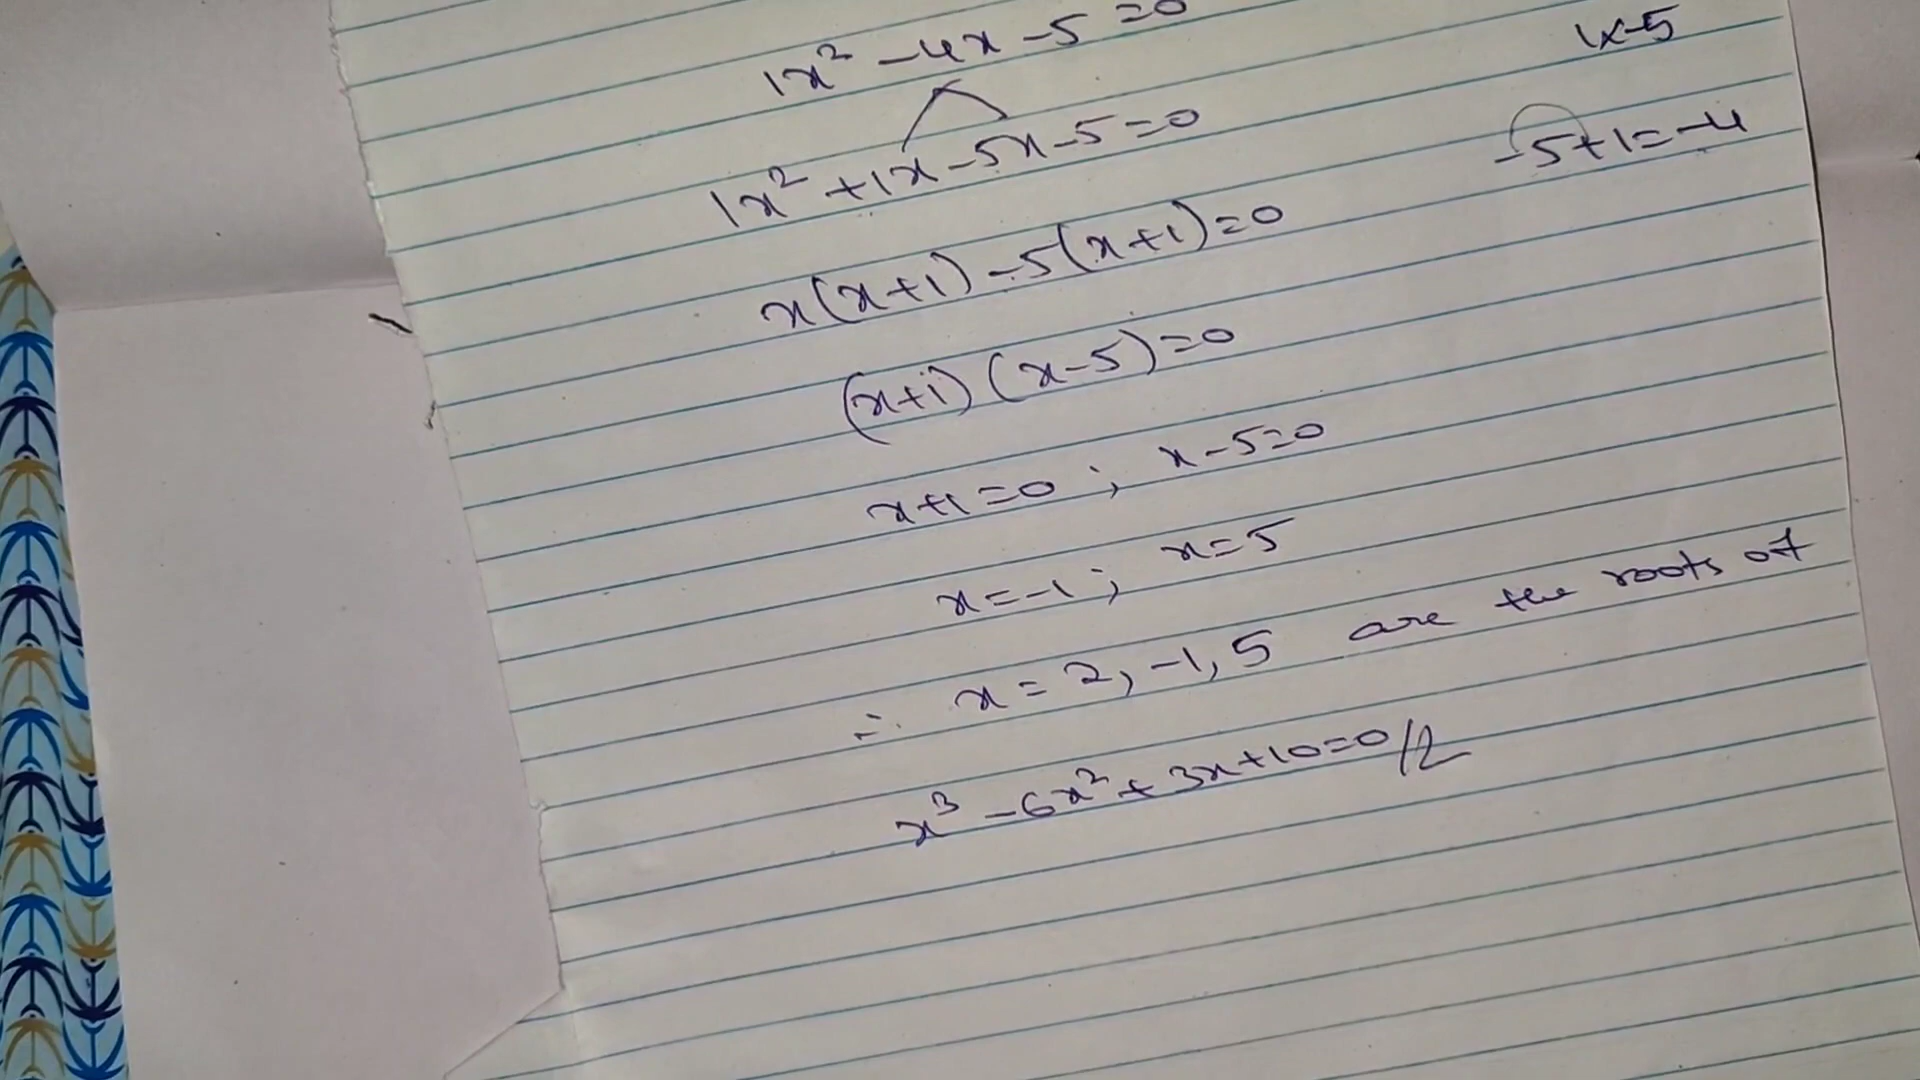 1x² - 4x - 5 = 0
1x-5
1x² + 1x - 5x - 5 = 0
-5+1=-4
x(x+1) - 5(x+1) = 0
(x+1) (x-5) = 0
x+1=0 ; x-5=0
x=-1 ; x=5
∴ x = 2, -1, 5 are the roots of
x³ - 6x² + 3x + 10 = 0 //